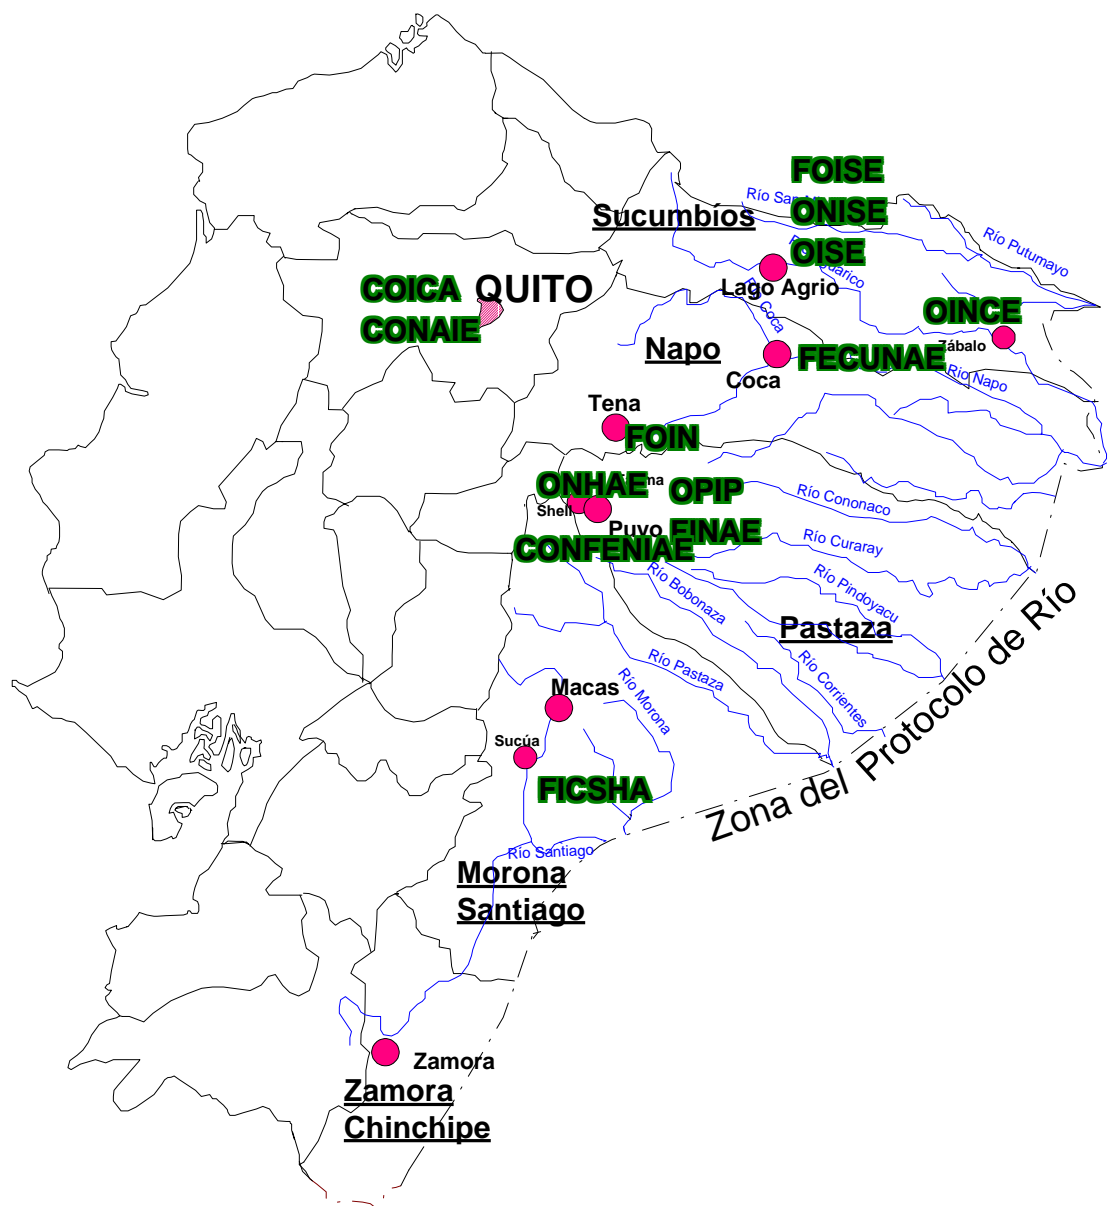 FOISE
Río San
ONISE
Sucumbíos
Río Putumayo
OISE
COICA
QUITO
Lago Agrio
OINCE
CONAIE
Río Coca
Zábalo
Napo
FECUNAE
Coca
Río Napo
Tena
FOIN
ONHAE
OPIP
Río Cononaco
Shell
Puyo
FINAE
CONFENIAE
Río Curaray
Río Bobonaza
Río Pindoyacu
Pastaza
Río Pastaza
Río Corrientes
Río Morona
Macas
Sucúa
FICSHA
Zona del Protocolo de Río
Río Santiago
Morona
Santiago
Zamora
Zamora
Chinchipe